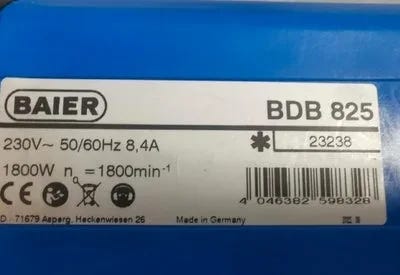 BAIER
BDB 825
230V~ 50/60Hz 8,4A
23238
1800W n₀ =1800min⁻¹
4 046382 598328
CE
D - 71679 Asperg, Heckenwiesen 26
Made in Germany